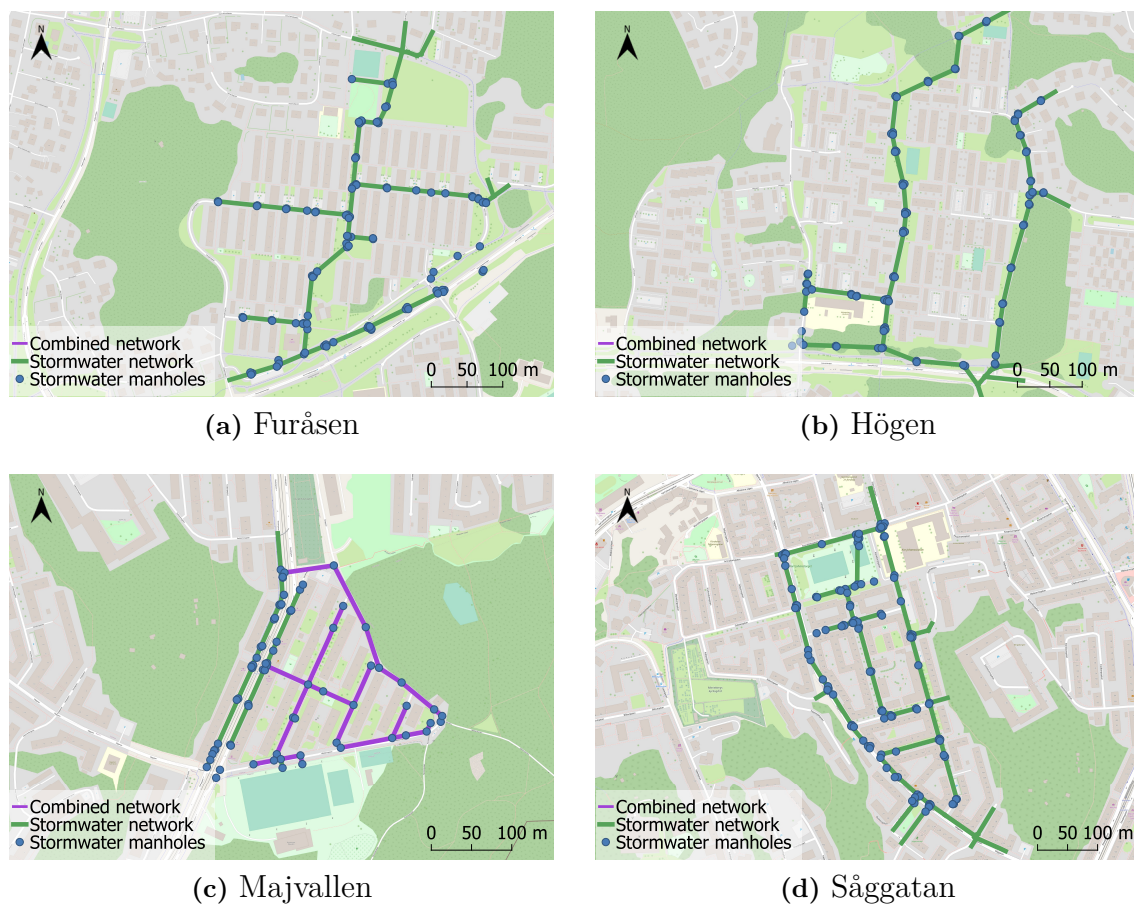 N
Combined network
Stormwater network
Stormwater manholes
0 50 100 m
(a) Furåsen
N
Combined network
Stormwater network
Stormwater manholes
0 50 100 m
(b) Högen
N
Combined network
Stormwater network
Stormwater manholes
0 50 100 m
(c) Majvallen
N
Combined network
Stormwater network
Stormwater manholes
0 50 100 m
(d) Såggatan